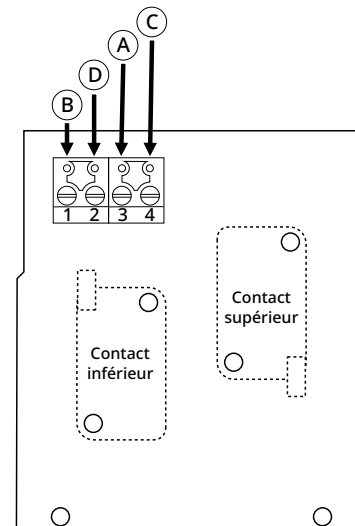 C
A
D
B
1 2 3 4
Contact
supérieur
Contact
inférieur